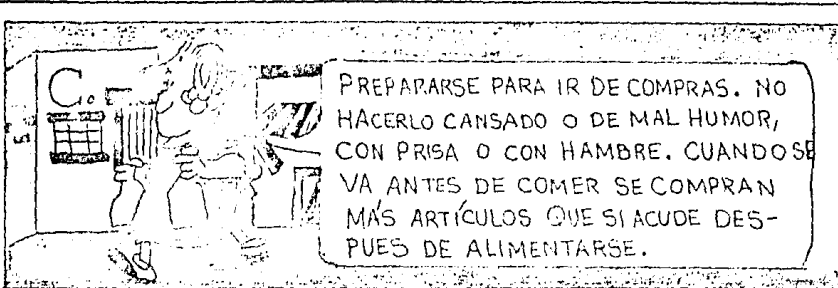 C.
PREPARARSE PARA IR DE COMPRAS. NO
HACERLO CANSADO O DE MAL HUMOR,
CON PRISA O CON HAMBRE. CUANDO SE
VA ANTES DE COMER SE COMPRAN
MÁS ARTÍCULOS QUE SI ACUDE DES-
PUES DE ALIMENTARSE.